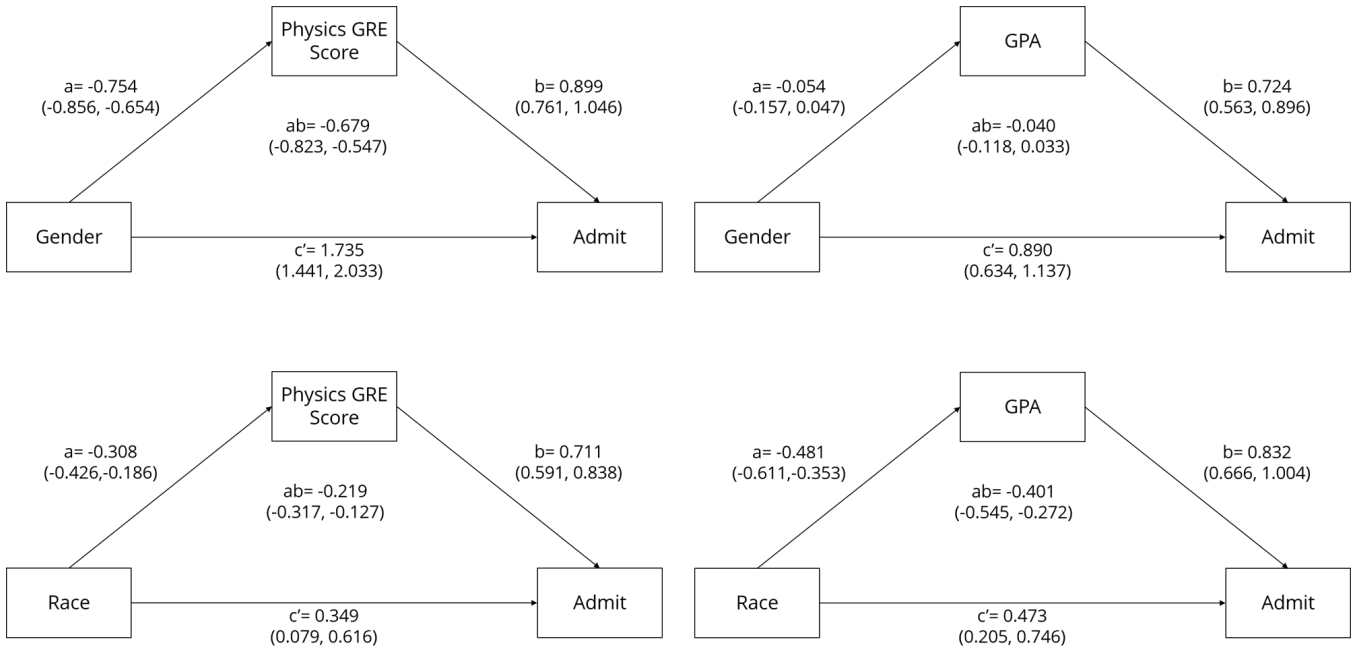 Physics GRE
Score
a= -0.754
(-0.856, -0.654)
b= 0.899
(0.761, 1.046)
ab= -0.679
(-0.823, -0.547)
Gender
Admit
c’= 1.735
(1.441, 2.033)
GPA
a= -0.054
(-0.157, 0.047)
b= 0.724
(0.563, 0.896)
ab= -0.040
(-0.118, 0.033)
Gender
Admit
c’= 0.890
(0.634, 1.137)
Physics GRE
Score
a= -0.308
(-0.426,-0.186)
b= 0.711
(0.591, 0.838)
ab= -0.219
(-0.317, -0.127)
Race
Admit
c’= 0.349
(0.079, 0.616)
GPA
a= -0.481
(-0.611,-0.353)
b= 0.832
(0.666, 1.004)
ab= -0.401
(-0.545, -0.272)
Race
Admit
c’= 0.473
(0.205, 0.746)